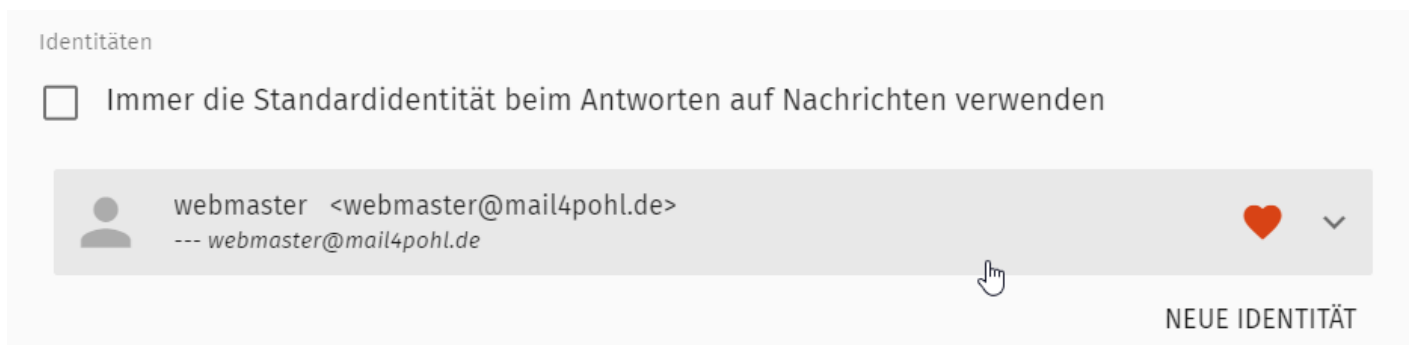 Identitäten
Immer die Standardidentität beim Antworten auf Nachrichten verwenden
webmaster <webmaster@mail4pohl.de>
--- webmaster@mail4pohl.de
NEUE IDENTITÄT